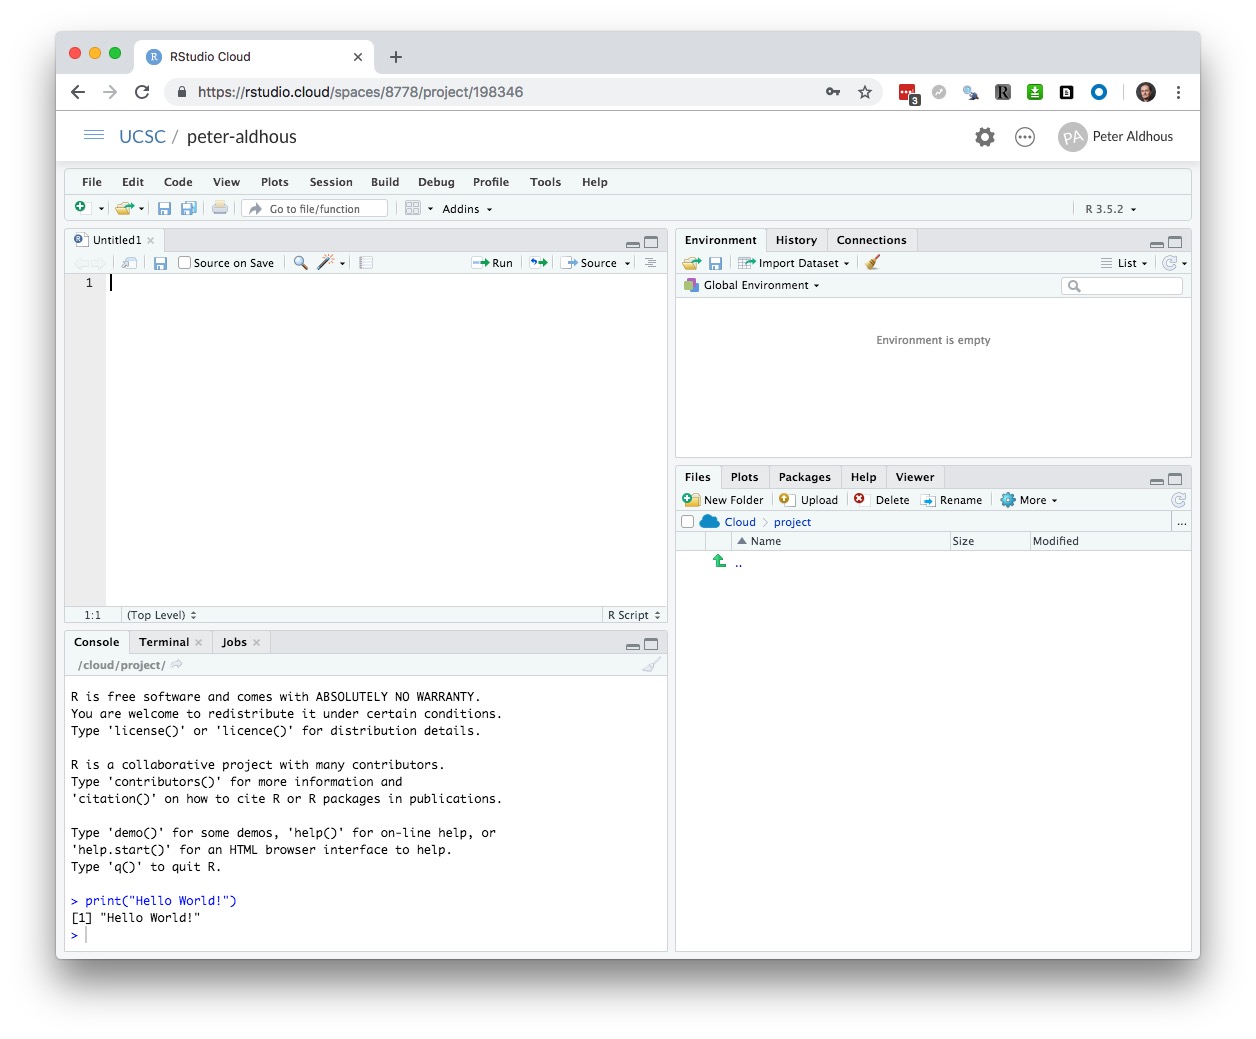 RStudio Cloud
https://rstudio.cloud/spaces/8778/project/198346
3
UCSC / peter-aldhous
PA Peter Aldhous
File Edit Code View Plots Session Build Debug Profile Tools Help
Go to file/function Addins R 3.5.2
Untitled1
Source on Save Run Source
1
1:1 (Top Level) R Script
Console Terminal Jobs
/cloud/project/
R is free software and comes with ABSOLUTELY NO WARRANTY.
You are welcome to redistribute it under certain conditions.
Type 'license()' or 'licence()' for distribution details.
R is a collaborative project with many contributors.
Type 'contributors()' for more information and
'citation()' on how to cite R or R packages in publications.
Type 'demo()' for some demos, 'help()' for on-line help, or
'help.start()' for an HTML browser interface to help.
Type 'q()' to quit R.
> print("Hello World!")
[1] "Hello World!"
>
Environment History Connections
Import Dataset List
Global Environment
Environment is empty
Files Plots Packages Help Viewer
New Folder Upload Delete Rename More
Cloud project ...
Name Size Modified
..